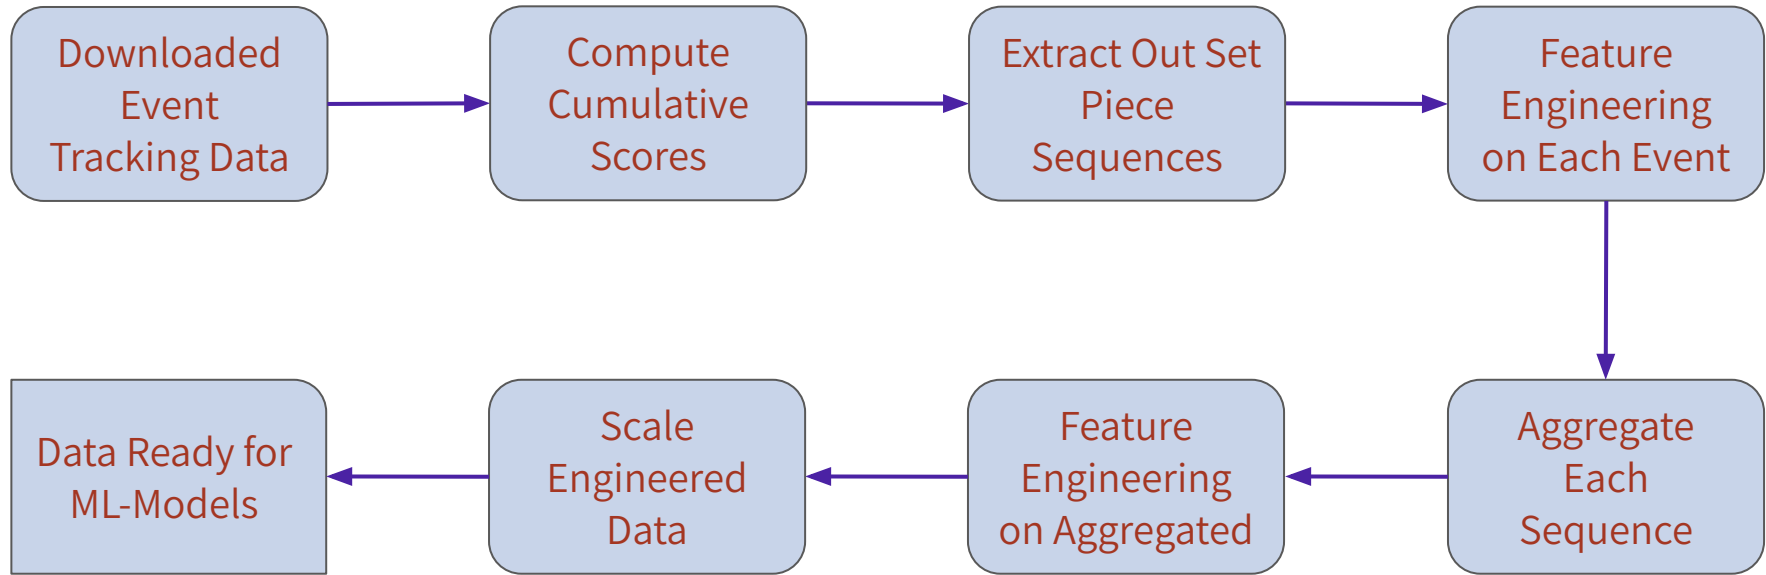 Downloaded
Event
Tracking Data
Compute
Cumulative
Scores
Extract Out Set
Piece
Sequences
Feature
Engineering
on Each Event
Aggregate
Each
Sequence
Feature
Engineering
on Aggregated
Scale
Engineered
Data
Data Ready for
ML-Models